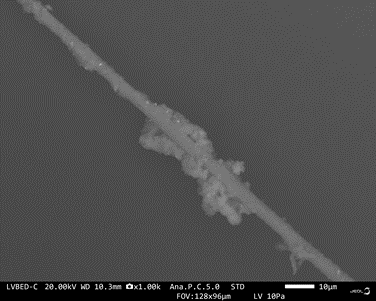 LVBED-C 20.00kV WD 10.3mm x1.00k Ana.P.C.5.0 STD 10µm
FOV:128x96µm LV 10Pa